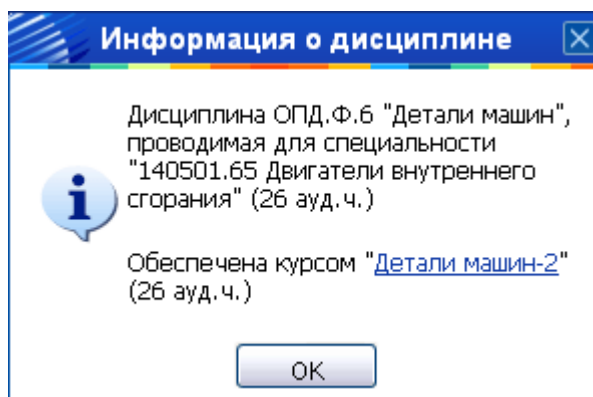 Информация о дисциплине
Дисциплина ОПД.Ф.6 "Детали машин",
проводимая для специальности
"140501.65 Двигатели внутреннего
сгорания" (26 ауд.ч.)
Обеспечена курсом "Детали машин-2"
(26 ауд.ч.)
OK